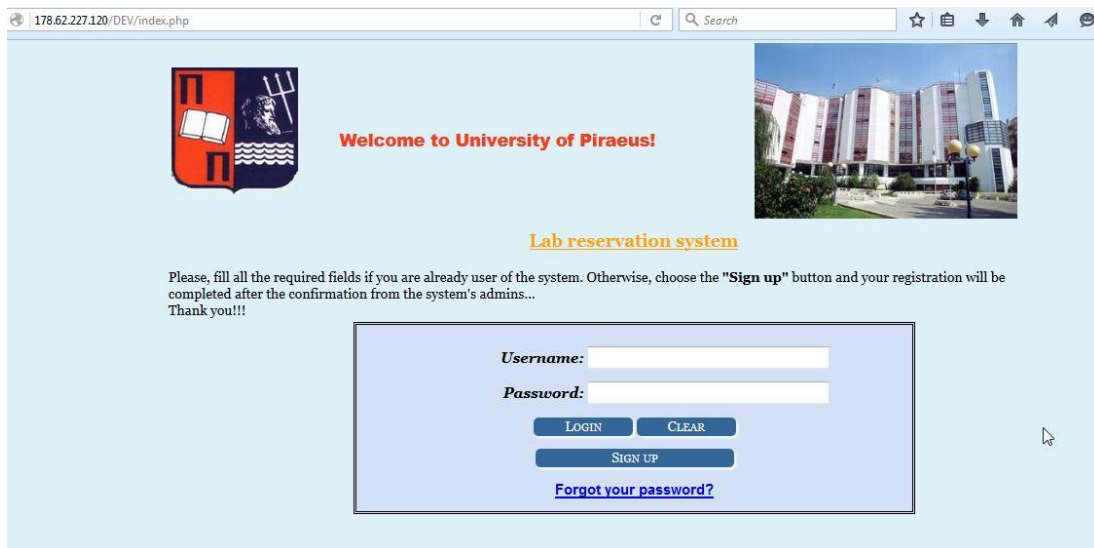 178.62.227.120/DEV/index.php
Search
Π
Π
Welcome to University of Piraeus!
Lab reservation system
Please, fill all the required fields if you are already user of the system. Otherwise, choose the "Sign up" button and your registration will be
completed after the confirmation from the system's admins...
Thank you!!!
Username:
Password:
LOGIN CLEAR
SIGN UP
Forgot your password?